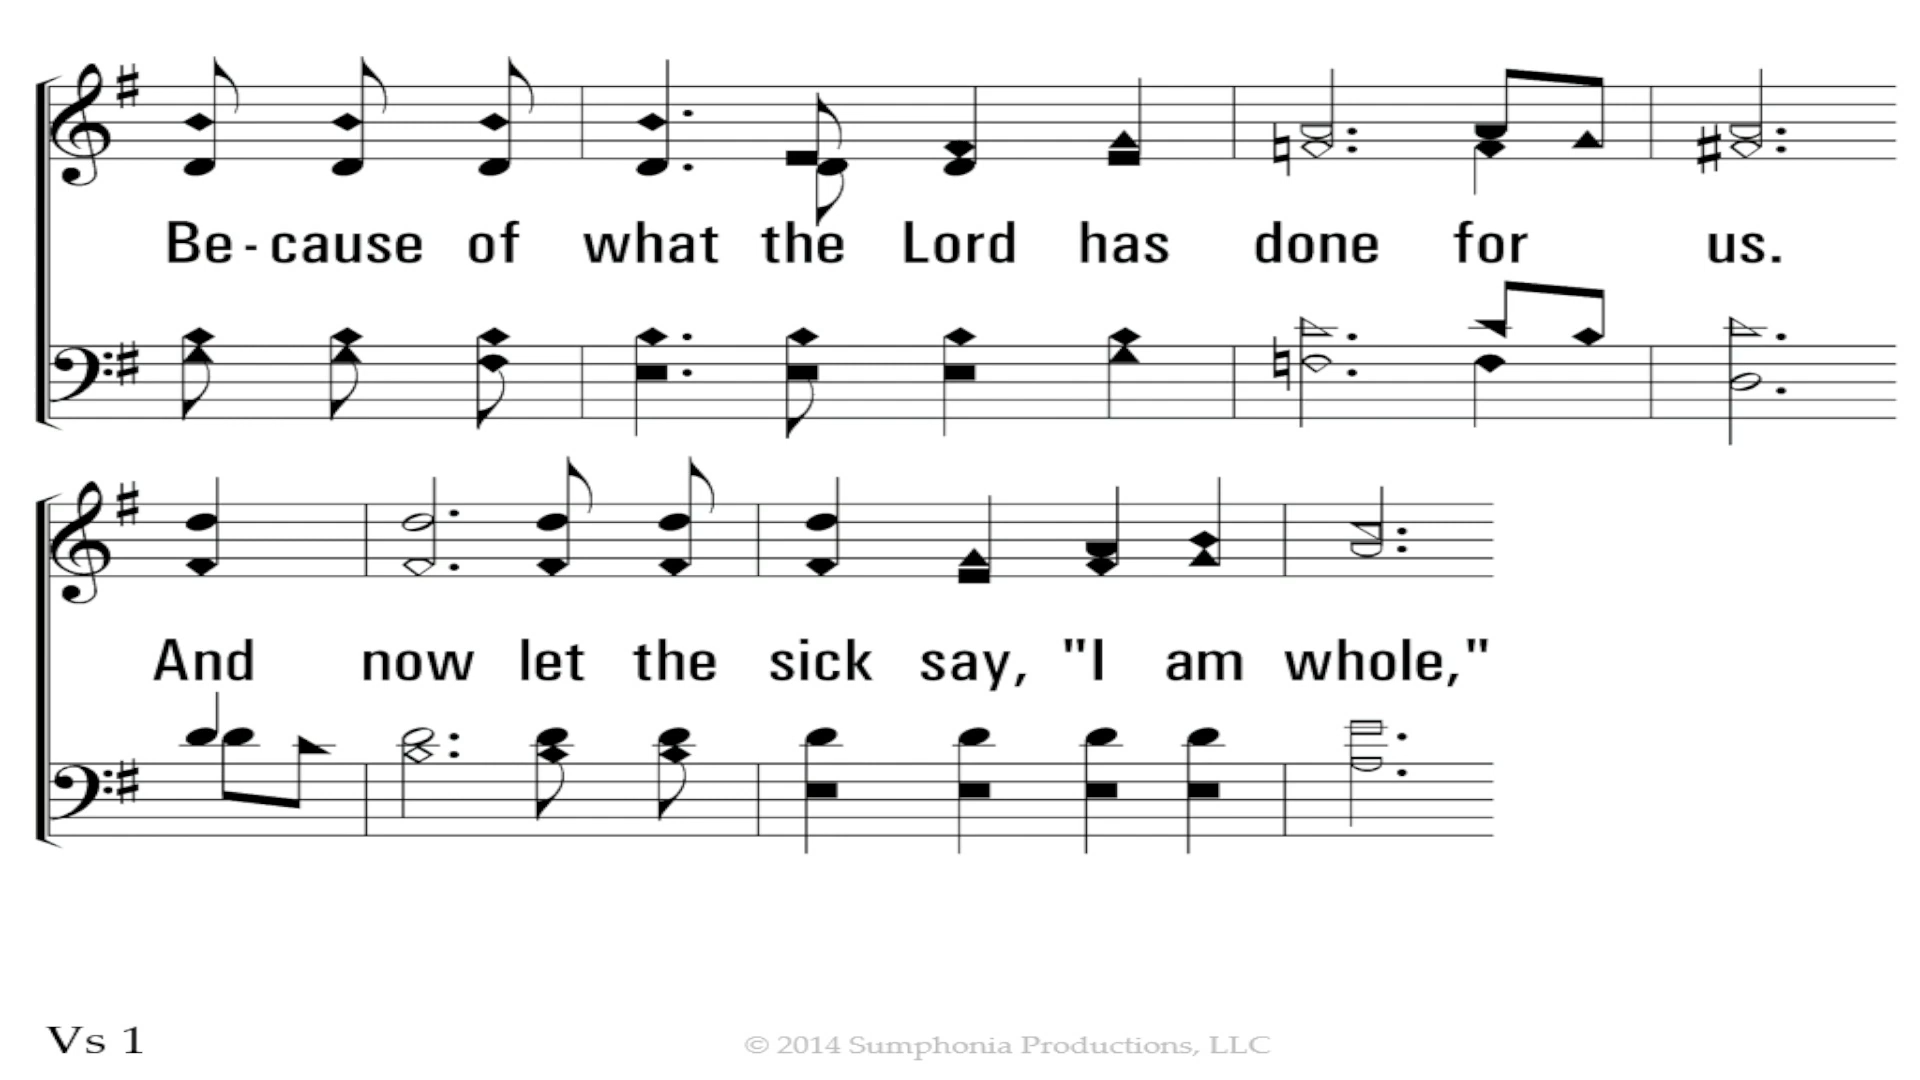 Be - cause of what the Lord has done for us.
And now let the sick say, "I am whole,"
Vs 1
© 2014 Sumphonia Productions, LLC